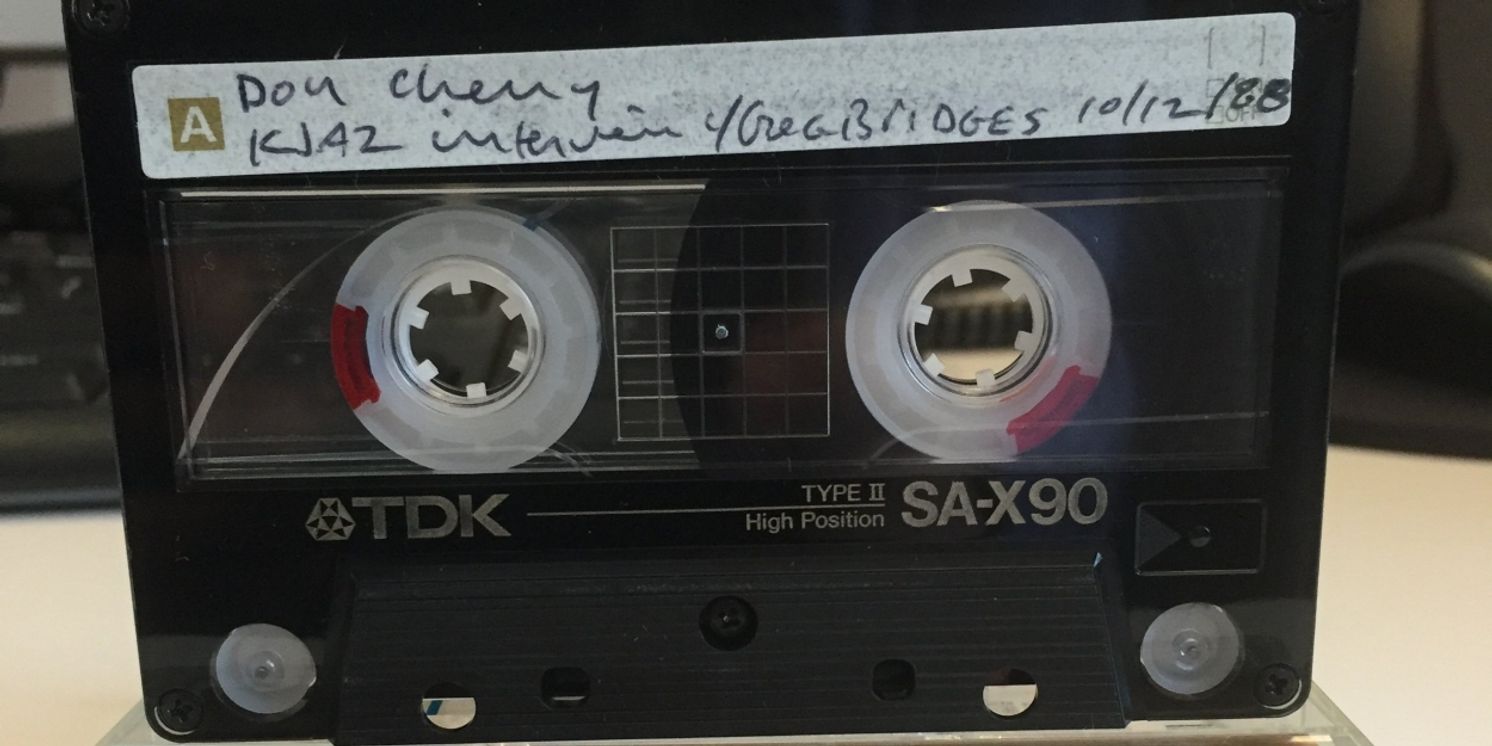 A Don Cherry
KJAZ interview w/Greg BRIDGES 10/12/88
TDK
TYPE II
High Position
SA-X90